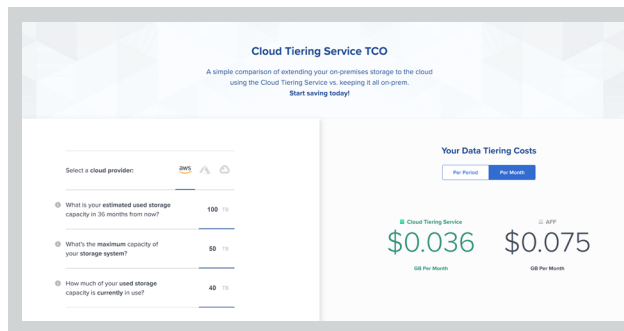 Cloud Tiering Service TCO
A simple comparison of extending your on-premises storage to the cloud
using the Cloud Tiering Service vs. keeping it all on-prem.
Start saving today!
Select a cloud provider:
aws
What is your estimated used storage
capacity in 36 months from now?
100 TB
What's the maximum capacity of
your storage system?
50 TB
How much of your used storage
capacity is currently in use?
40 TB
Your Data Tiering Costs
Per Period
Per Month
Cloud Tiering Service
$0.036
GB Per Month
AFF
$0.075
GB Per Month